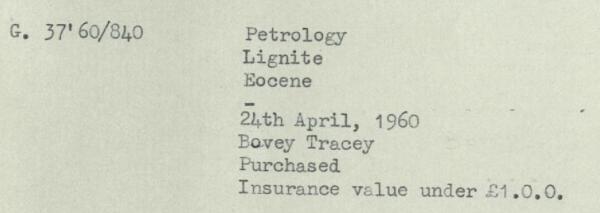 G. 37'60/840 Petrology
Lignite
Eocene
-
24th April, 1960
Bovey Tracey
Purchased
Insurance value under £1.0.0.